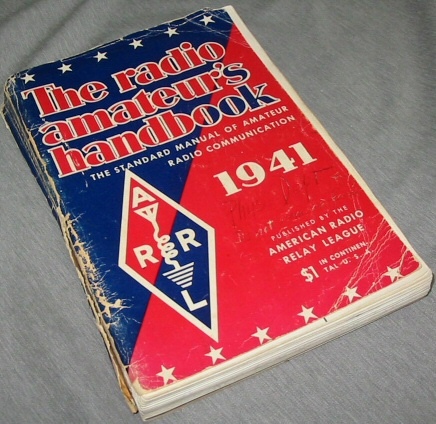 The radio
amateur's
handbook
THE STANDARD MANUAL OF AMATEUR
RADIO COMMUNICATION
1941
A
R R
L
PUBLISHED BY THE
AMERICAN RADIO
RELAY LEAGUE
$1 IN CONTINEN-
TAL U. S. A.